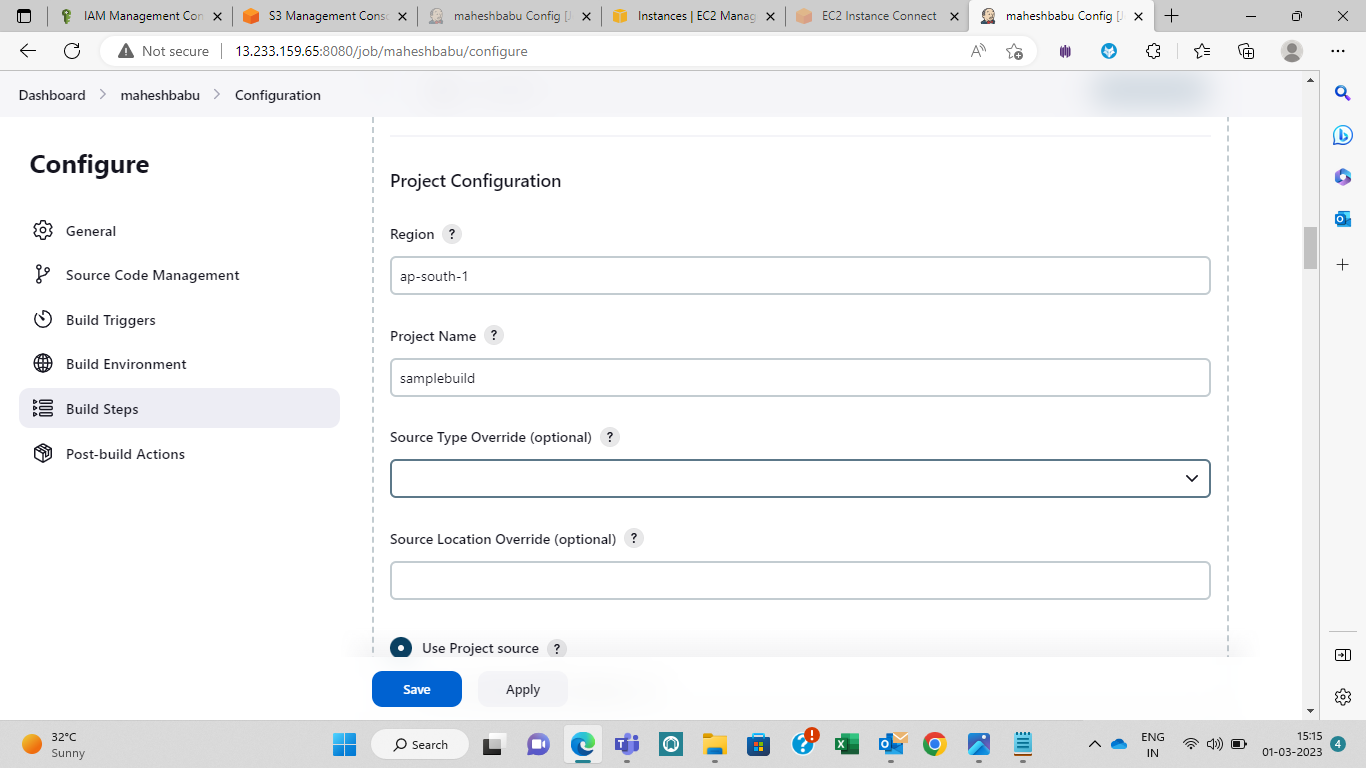 IAM Management Con
S3 Management Conso
maheshbabu Config [J
Instances | EC2 Manag
EC2 Instance Connect
maheshbabu Config [J
Not secure
13.233.159.65:8080/job/maheshbabu/configure
Dashboard
maheshbabu
Configuration
Configure
General
Source Code Management
Build Triggers
Build Environment
Build Steps
Post-build Actions
Project Configuration
Region ?
ap-south-1
Project Name ?
samplebuild
Source Type Override (optional) ?
Source Location Override (optional) ?
Use Project source ?
Save
Apply
32°C
Sunny
Search
ENG
IN
15:15
01-03-2023
4